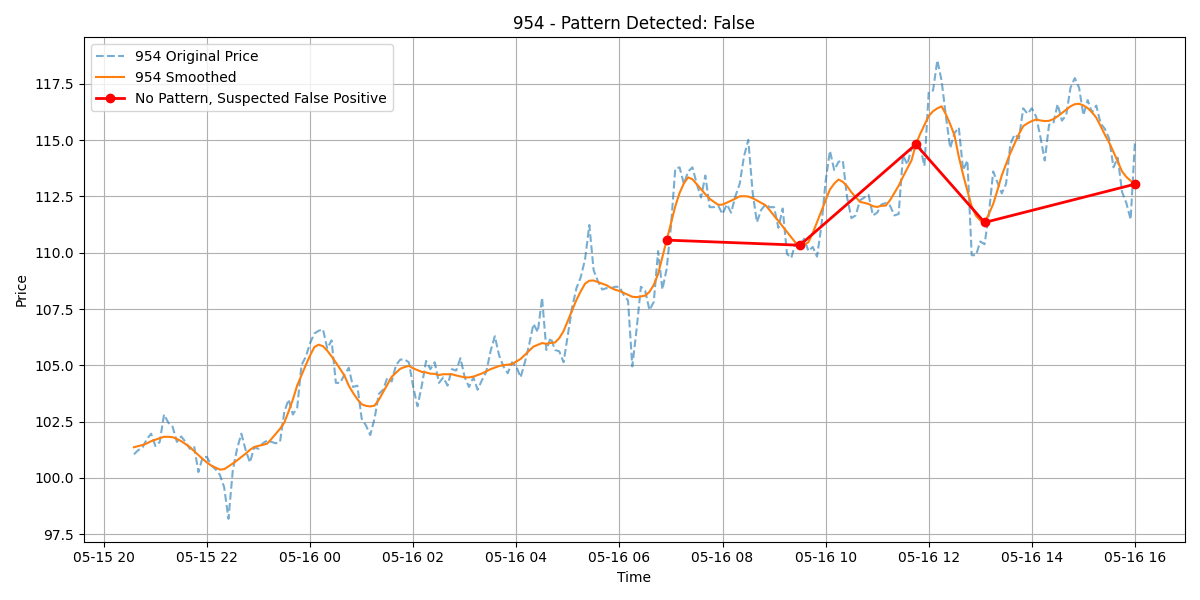 954 - Pattern Detected: False
954 Original Price
954 Smoothed
No Pattern, Suspected False Positive
Price
117.5
115.0
112.5
110.0
107.5
105.0
102.5
100.0
97.5
05-15 20 05-15 22 05-16 00 05-16 02 05-16 04 05-16 06 05-16 08 05-16 10 05-16 12 05-16 14 05-16 16
Time